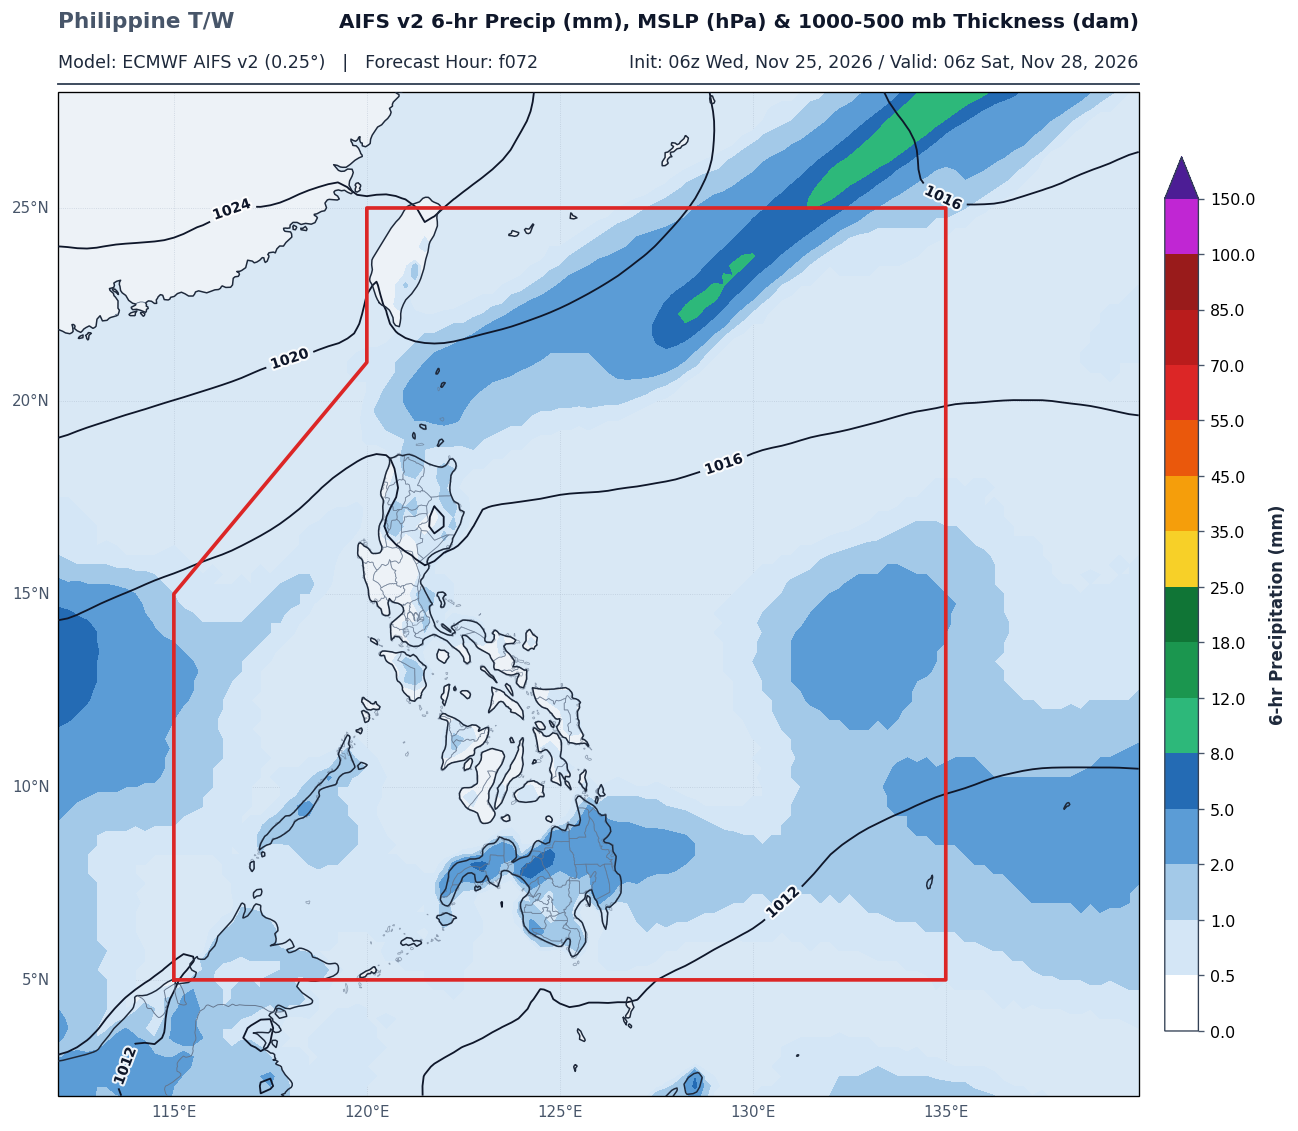 Philippine T/W
AIFS v2 6-hr Precip (mm), MSLP (hPa) & 1000-500 mb Thickness (dam)
Model: ECMWF AIFS v2 (0.25°) | Forecast Hour: f072
Init: 06z Wed, Nov 25, 2026 / Valid: 06z Sat, Nov 28, 2026
25°N
20°N
15°N
10°N
5°N
115°E
120°E
125°E
130°E
135°E
1024
1020
1016
1016
1012
1012
150.0
100.0
85.0
70.0
55.0
45.0
35.0
25.0
18.0
12.0
8.0
5.0
2.0
1.0
0.5
0.0
6-hr Precipitation (mm)